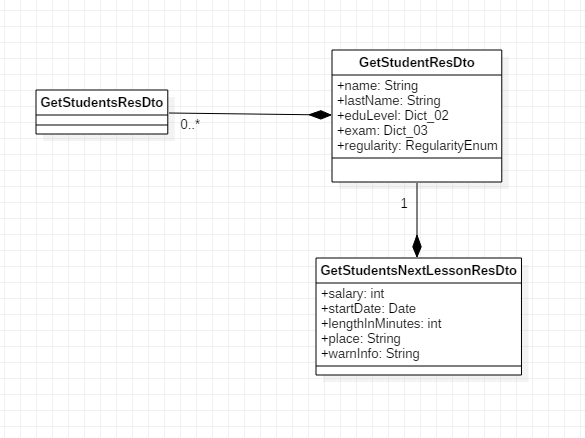 GetStudentsResDto
0..*
GetStudentResDto
+name: String
+lastName: String
+eduLevel: Dict_02
+exam: Dict_03
+regularity: RegularityEnum
1
GetStudentsNextLessonResDto
+salary: int
+startDate: Date
+lengthInMinutes: int
+place: String
+warnInfo: String